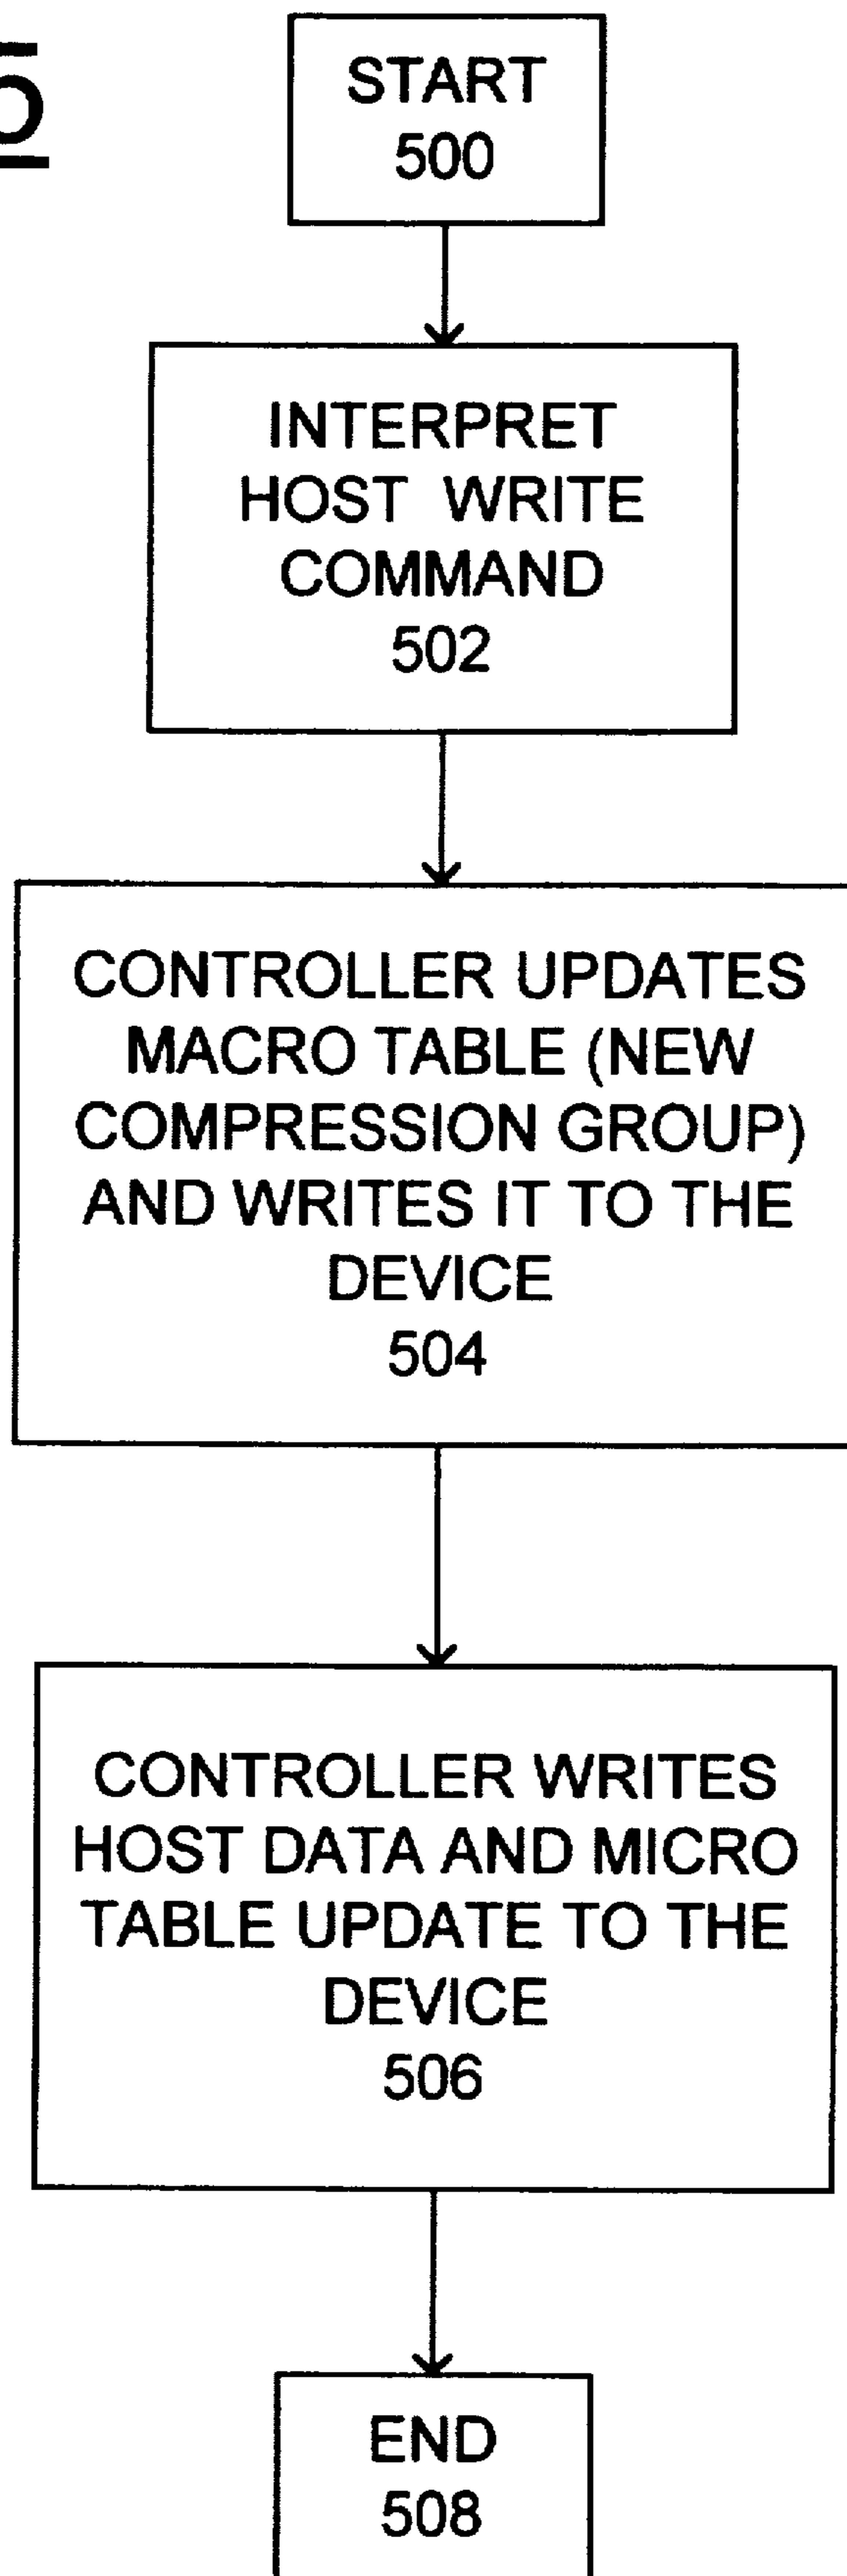 START
500
INTERPRET
HOST WRITE
COMMAND
502
CONTROLLER UPDATES
MACRO TABLE (NEW
COMPRESSION GROUP)
AND WRITES IT TO THE
DEVICE
504
CONTROLLER WRITES
HOST DATA AND MICRO
TABLE UPDATE TO THE
DEVICE
506
END
508